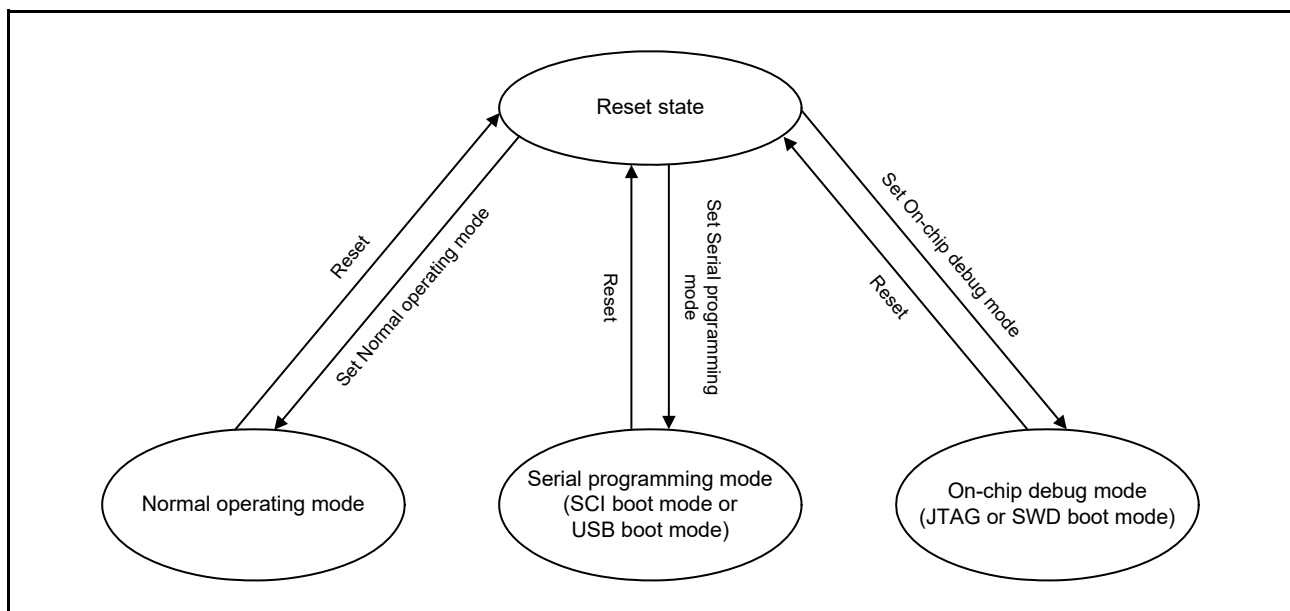 Reset state
Reset
Set Normal operating mode
Reset
Set Serial programming
mode
Set On-chip debug mode
Reset
Normal operating mode
Serial programming mode
(SCI boot mode or
USB boot mode)
On-chip debug mode
(JTAG or SWD boot mode)